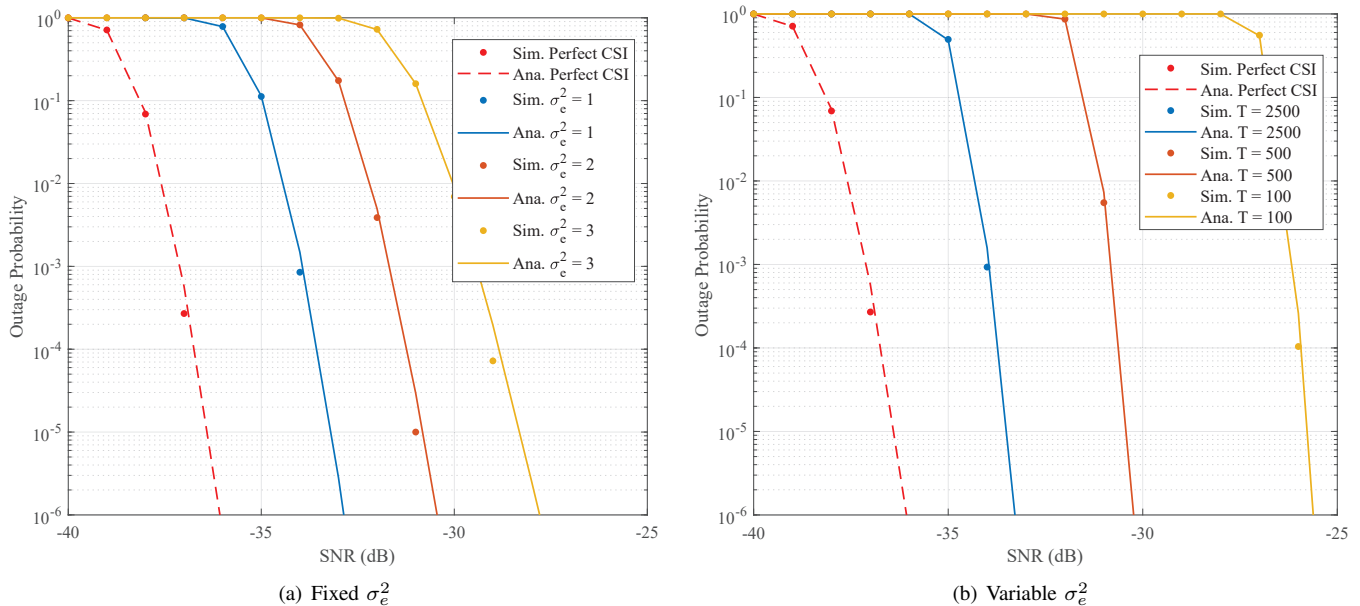 10^0
10^-1
10^-2
10^-3
10^-4
10^-5
10^-6
Outage Probability
-40
-35
-30
-25
SNR (dB)
Sim. Perfect CSI
Ana. Perfect CSI
Sim. σ_e^2 = 1
Ana. σ_e^2 = 1
Sim. σ_e^2 = 2
Ana. σ_e^2 = 2
Sim. σ_e^2 = 3
Ana. σ_e^2 = 3
(a) Fixed σ_e^2
10^0
10^-1
10^-2
10^-3
10^-4
10^-5
10^-6
Outage Probability
-40
-35
-30
-25
SNR (dB)
Sim. Perfect CSI
Ana. Perfect CSI
Sim. T = 2500
Ana. T = 2500
Sim. T = 500
Ana. T = 500
Sim. T = 100
Ana. T = 100
(b) Variable σ_e^2